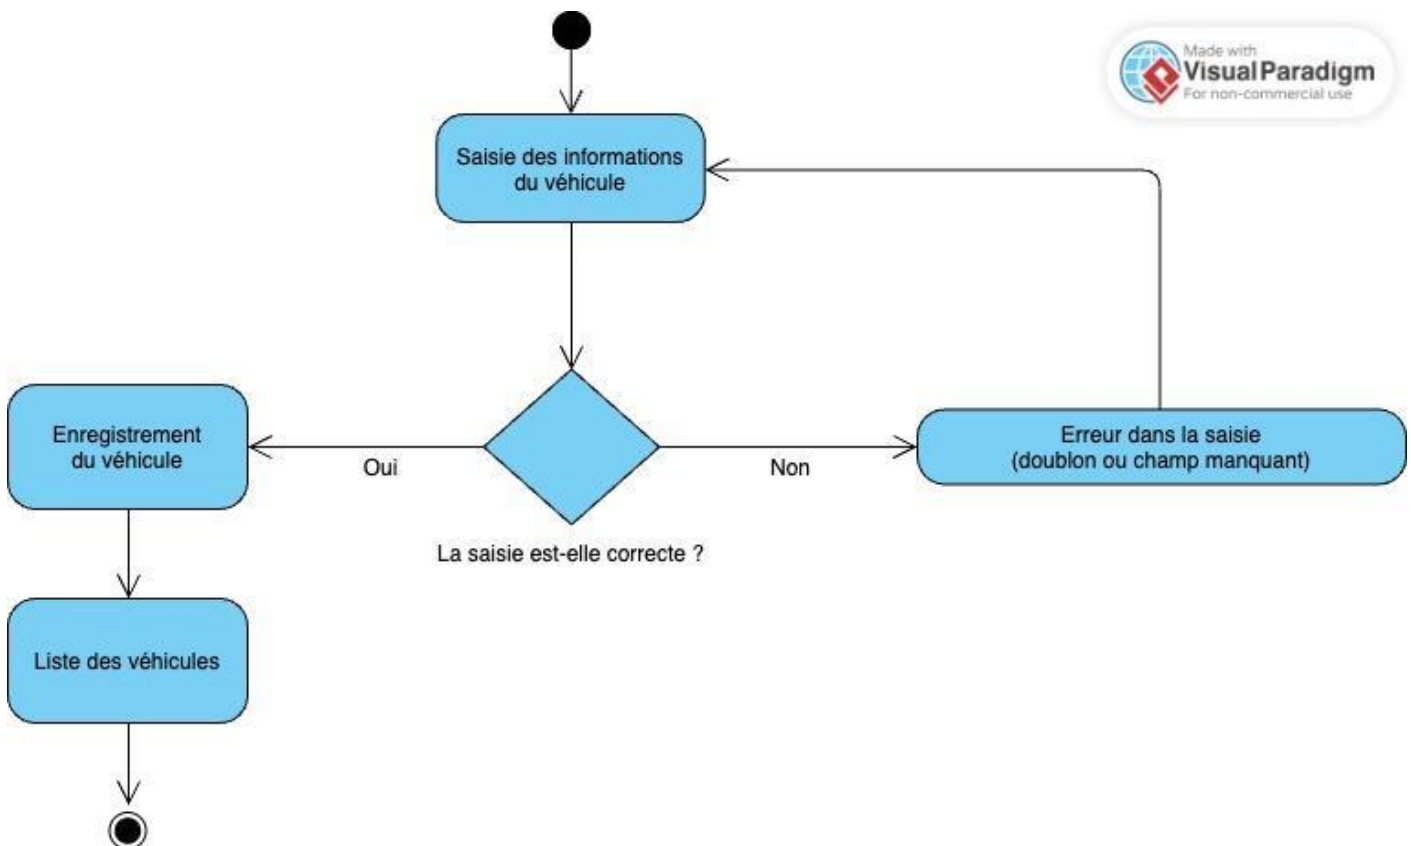 Made with
Visual Paradigm
For non-commercial use
Saisie des informations
du véhicule
Enregistrement
du véhicule
Oui
Non
Erreur dans la saisie
(doublon ou champ manquant)
La saisie est-elle correcte ?
Liste des véhicules